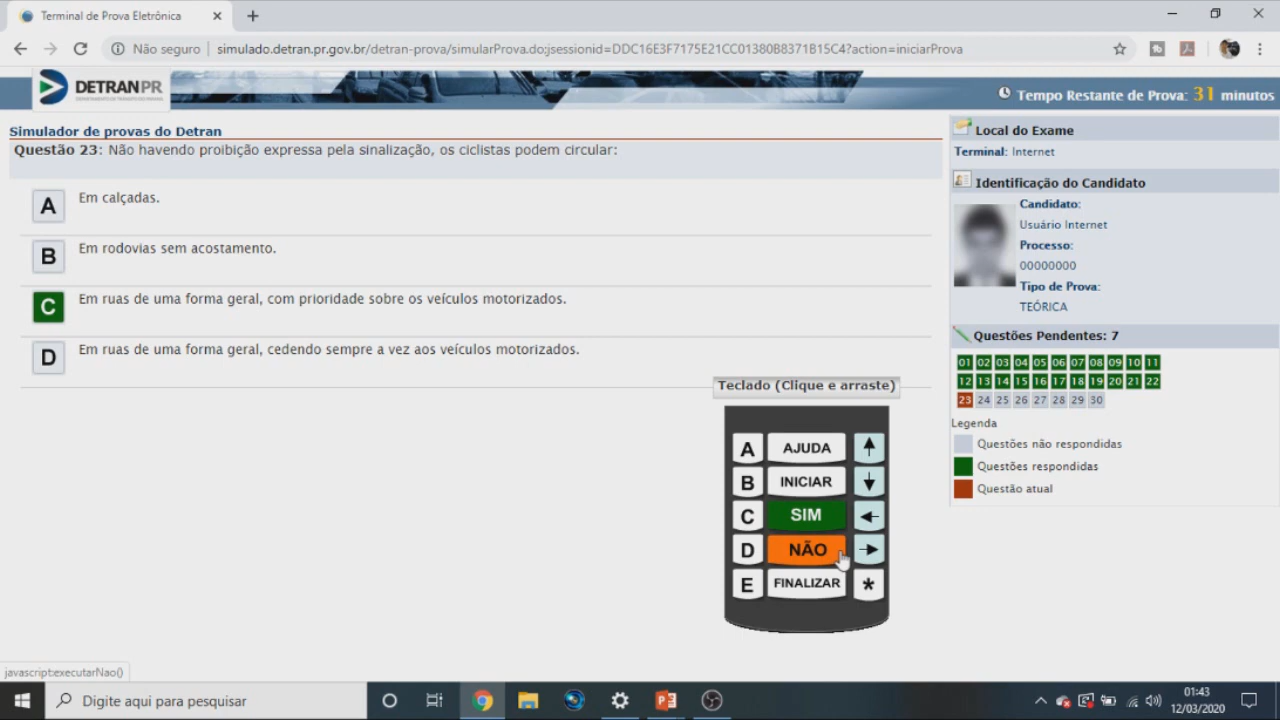 Terminal de Prova Eletrônica
Não seguro | simulado.detran.pr.gov.br/detran-prova/simularProva.do;jsessionid=DDC16E3F7175E21CC01380B8371B15C4?action=iniciarProva
DETRANPR
DEPARTAMENTO DE TRÂNSITO DO PARANÁ
Tempo Restante de Prova: 31 minutos
Simulador de provas do Detran
Questão 23: Não havendo proibição expressa pela sinalização, os ciclistas podem circular:
A Em calçadas.
B Em rodovias sem acostamento.
C Em ruas de uma forma geral, com prioridade sobre os veículos motorizados.
D Em ruas de uma forma geral, cedendo sempre a vez aos veículos motorizados.
Teclado (Clique e arraste)
A AJUDA
B INICIAR
C SIM
D NÃO
E FINALIZAR *
Local do Exame
Terminal: Internet
Identificação do Candidato
Candidato:
Usuário Internet
Processo:
00000000
Tipo de Prova:
TEÓRICA
Questões Pendentes: 7
01 02 03 04 05 06 07 08 09 10 11
12 13 14 15 16 17 18 19 20 21 22
23 24 25 26 27 28 29 30
Legenda
Questões não respondidas
Questões respondidas
Questão atual
javascript:executarNao()
Digite aqui para pesquisar
01:43
12/03/2020